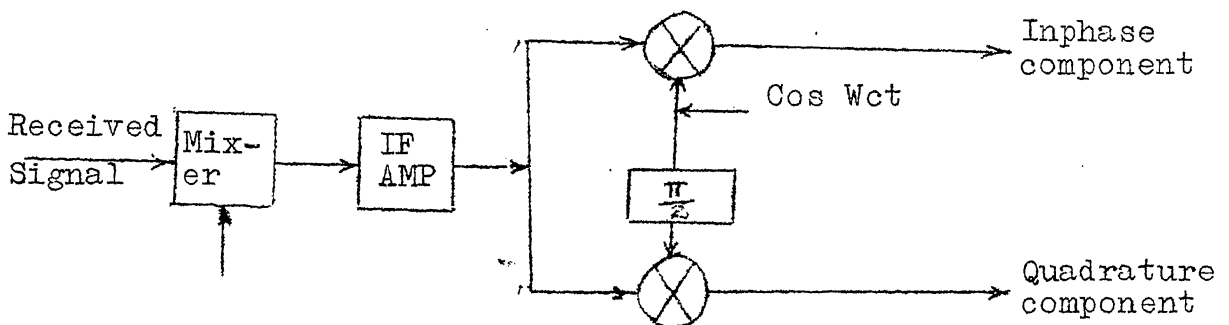 Inphase
component
Cos Wct
Received
Signal
Mix-
er
IF
AMP
π/2
Quadrature
component